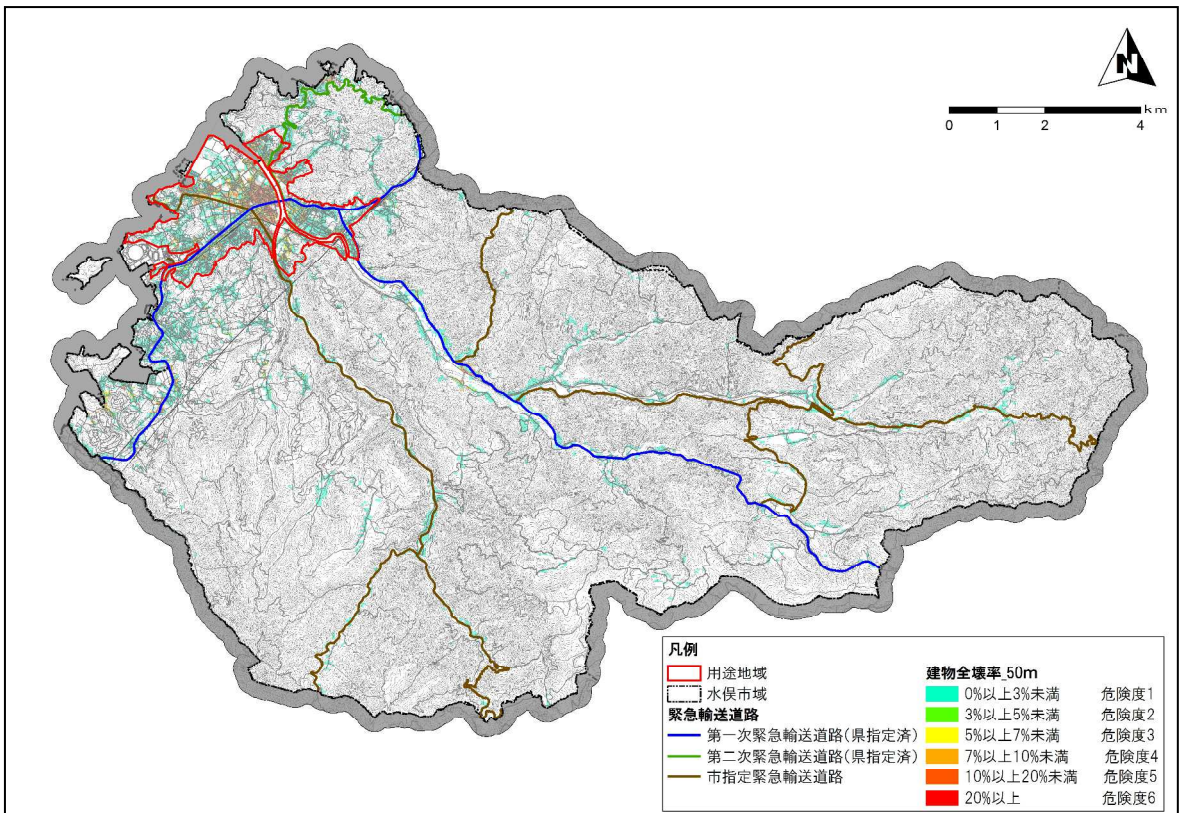 N
km
0 1 2 4
凡例
用途地域
水俣市域
緊急輸送道路
第一次緊急輸送道路(県指定済)
第二次緊急輸送道路(県指定済)
市指定緊急輸送道路
建物全壊率_50m
0%以上3%未満 危険度1
3%以上5%未満 危険度2
5%以上7%未満 危険度3
7%以上10%未満 危険度4
10%以上20%未満 危険度5
20%以上 危険度6